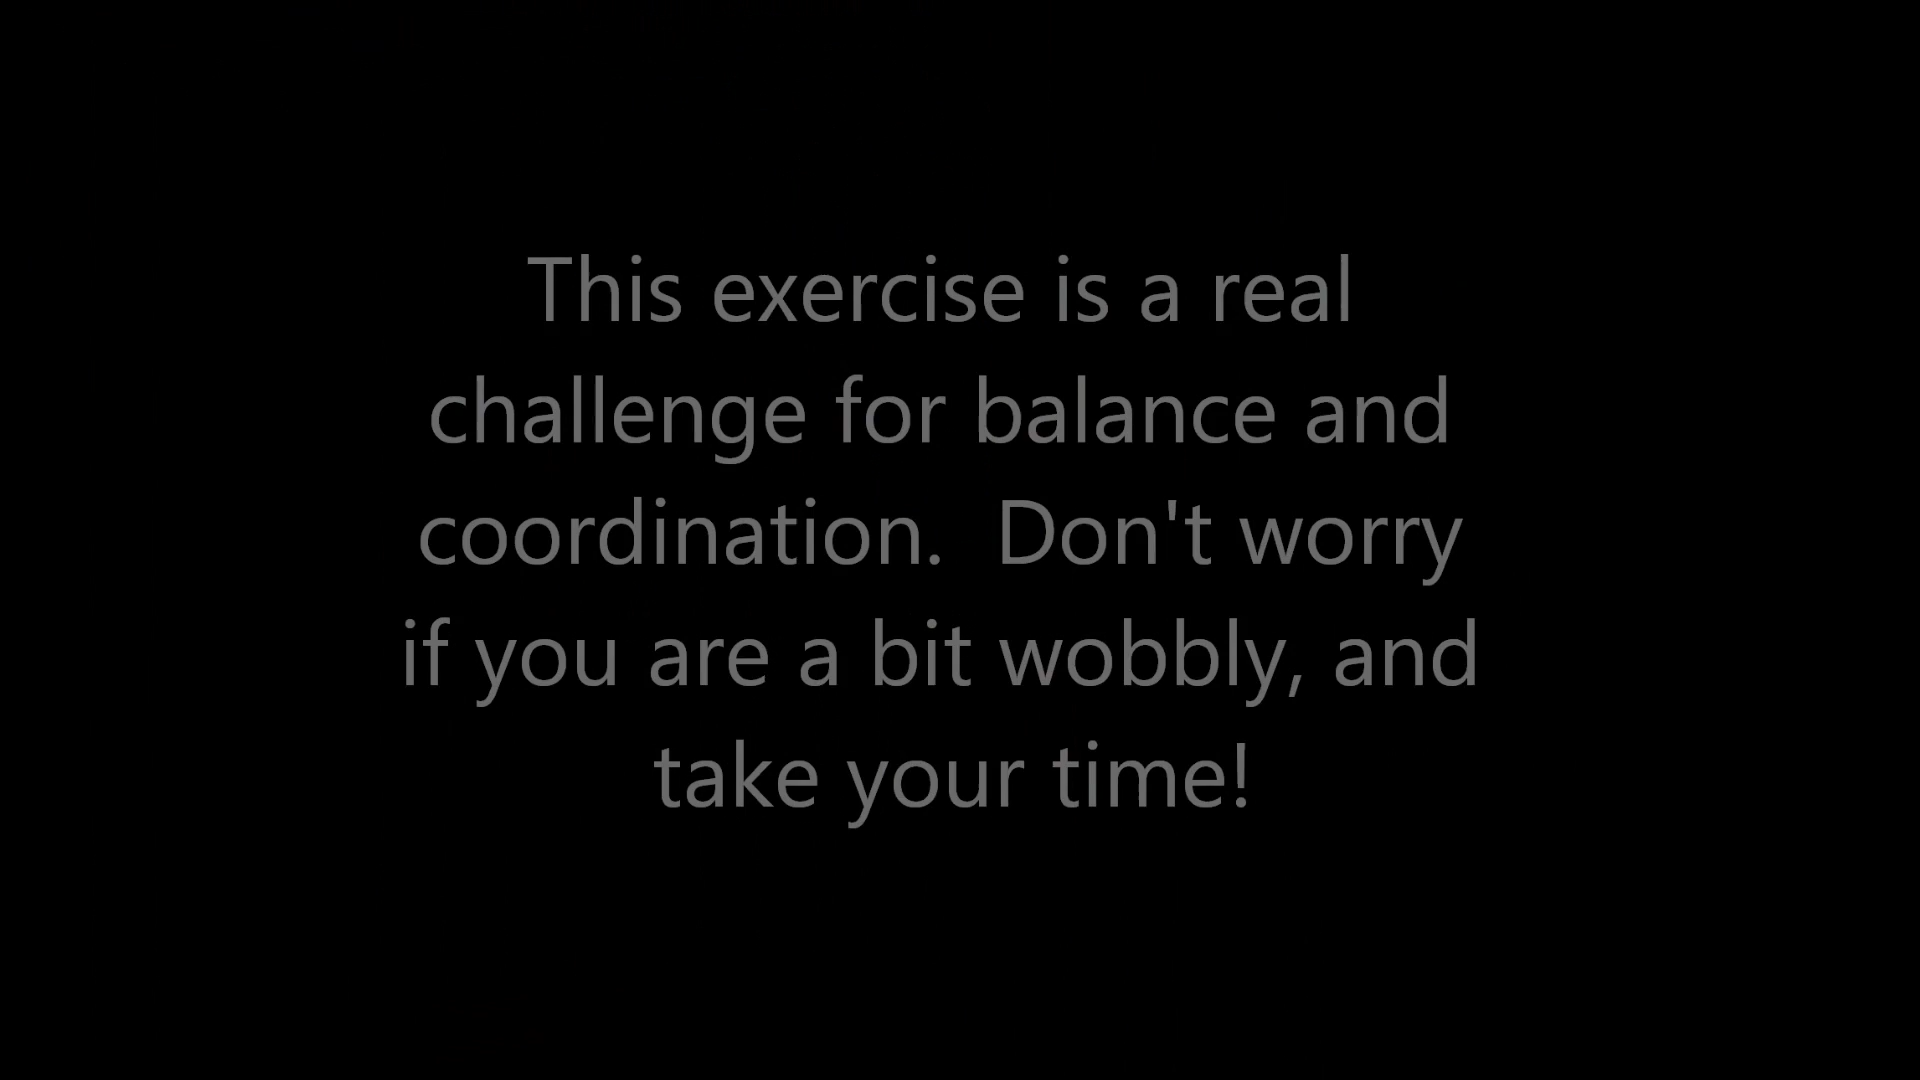 This exercise is a real
challenge for balance and
coordination.  Don't worry
if you are a bit wobbly, and
take your time!